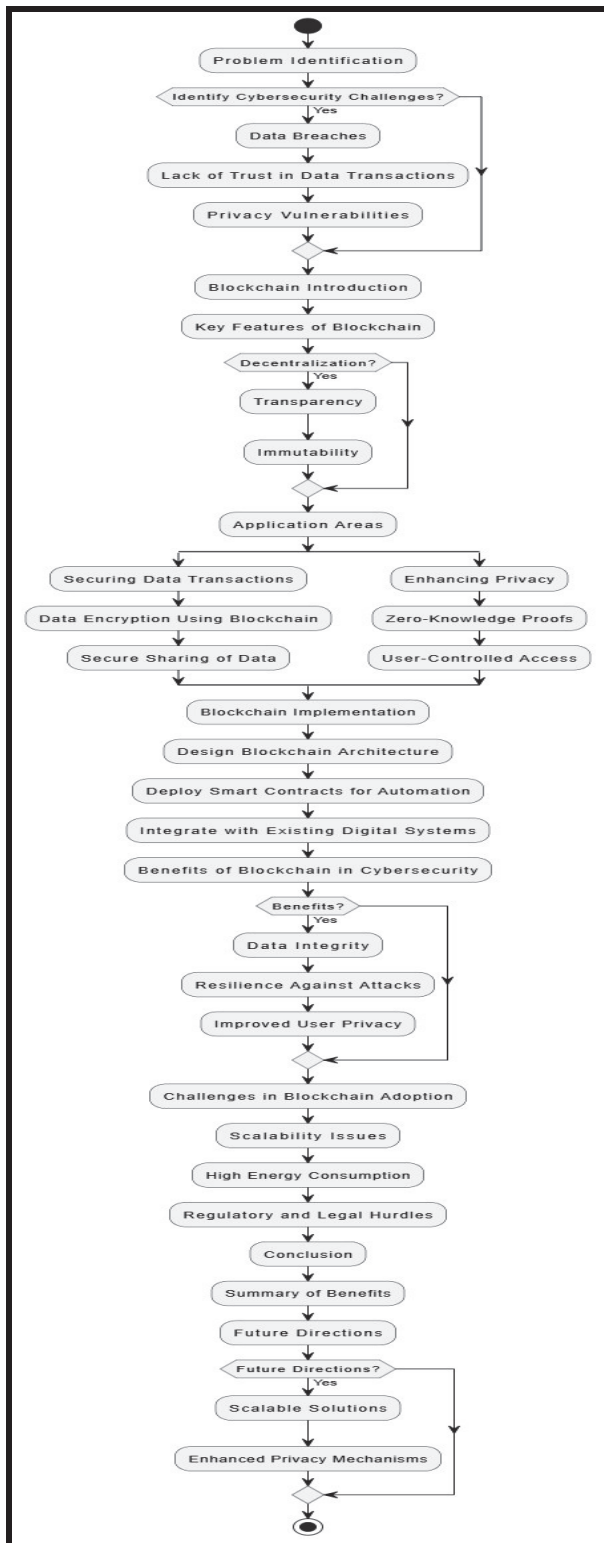 Problem Identification
Identify Cybersecurity Challenges?
Yes
Data Breaches
Lack of Trust in Data Transactions
Privacy Vulnerabilities
Blockchain Introduction
Key Features of Blockchain
Decentralization?
Yes
Transparency
Immutability
Application Areas
Securing Data Transactions
Enhancing Privacy
Data Encryption Using Blockchain
Zero-Knowledge Proofs
Secure Sharing of Data
User-Controlled Access
Blockchain Implementation
Design Blockchain Architecture
Deploy Smart Contracts for Automation
Integrate with Existing Digital Systems
Benefits of Blockchain in Cybersecurity
Benefits?
Yes
Data Integrity
Resilience Against Attacks
Improved User Privacy
Challenges in Blockchain Adoption
Scalability Issues
High Energy Consumption
Regulatory and Legal Hurdles
Conclusion
Summary of Benefits
Future Directions
Future Directions?
Yes
Scalable Solutions
Enhanced Privacy Mechanisms